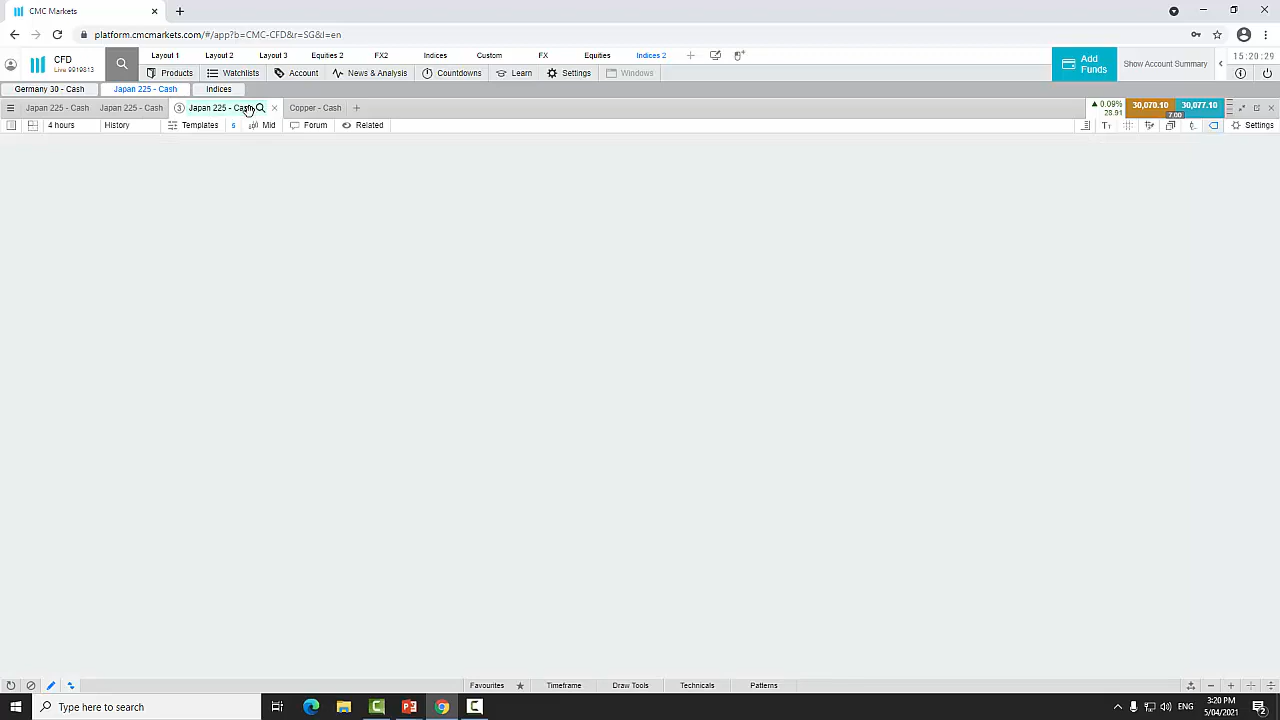 CMC Markets
platform.cmcmarkets.com/#/app?b=CMC-CFD&r=SG&l=en
CFD
Live 9919813
Layout 1 Layout 2 Layout 3 Equities 2 FX2 Indices Custom FX Equities Indices 2
Products Watchlists Account News & Analysis Countdowns Learn Settings Windows
Add Funds
Show Account Summary
15:20:29
Germany 30 - Cash Japan 225 - Cash Indices
Japan 225 - Cash Japan 225 - Cash 3 Japan 225 - Cash Copper - Cash
0.09%
28.91
30,070.10 30,077.10
7.00
4 hours History Templates 5 Mid Forum Related Settings
Favourites Timeframe Draw Tools Technicals Patterns
Type here to search
ENG
3:20 PM
5/04/2021
2